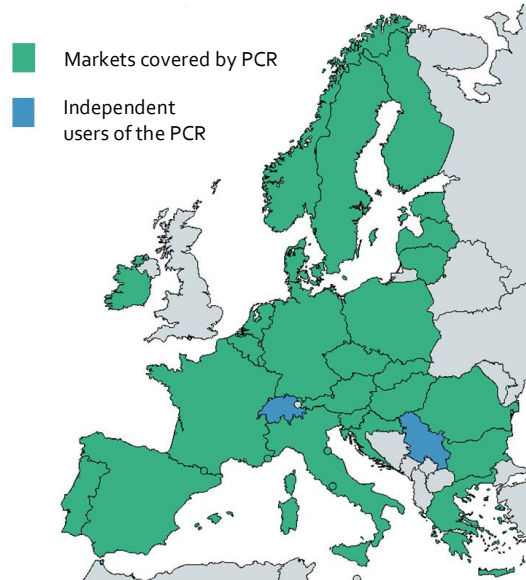 Markets covered by PCR
Independent
users of the PCR